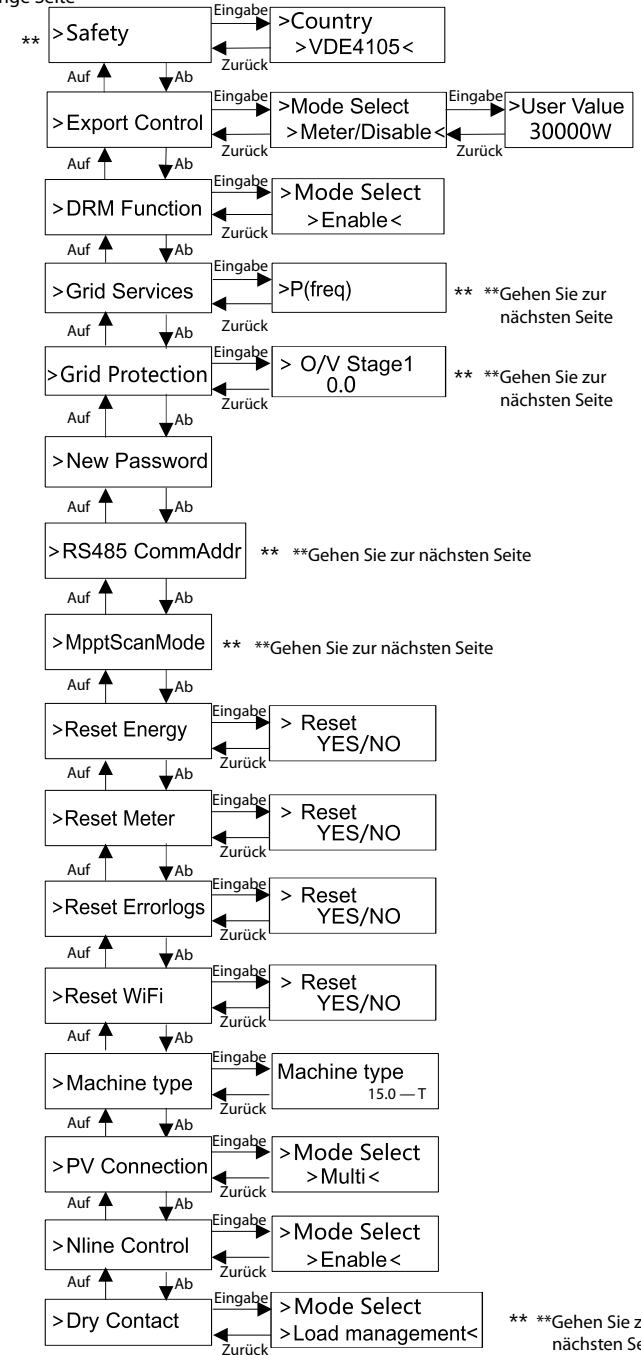 nge Seite
** >Safety
Eingabe
Zurück
>Country
>VDE4105<
Auf
Ab
>Export Control
Eingabe
Zurück
>Mode Select
>Meter/Disable<
Eingabe
Zurück
>User Value
30000W
Auf
Ab
>DRM Function
Eingabe
Zurück
>Mode Select
>Enable<
Auf
Ab
>Grid Services
Eingabe
Zurück
>P(freq)
** **Gehen Sie zur
nächsten Seite
Auf
Ab
>Grid Protection
Eingabe
Zurück
> O/V Stage1
0.0
** **Gehen Sie zur
nächsten Seite
Auf
Ab
>New Password
Auf
Ab
>RS485 CommAddr
** **Gehen Sie zur nächsten Seite
Auf
Ab
>MpptScanMode
** **Gehen Sie zur nächsten Seite
Auf
Ab
>Reset Energy
Eingabe
Zurück
> Reset
YES/NO
Auf
Ab
>Reset Meter
Eingabe
Zurück
> Reset
YES/NO
Auf
Ab
>Reset Errorlogs
Eingabe
Zurück
> Reset
YES/NO
Auf
Ab
>Reset WiFi
Eingabe
Zurück
> Reset
YES/NO
Auf
Ab
>Machine type
Eingabe
Zurück
Machine type
15.0 — T
Auf
Ab
>PV Connection
Eingabe
Zurück
>Mode Select
>Multi<
Auf
Ab
>Nline Control
Eingabe
Zurück
>Mode Select
>Enable<
Auf
Ab
>Dry Contact
Eingabe
Zurück
>Mode Select
>Load management<
** **Gehen Sie z
nächsten Se